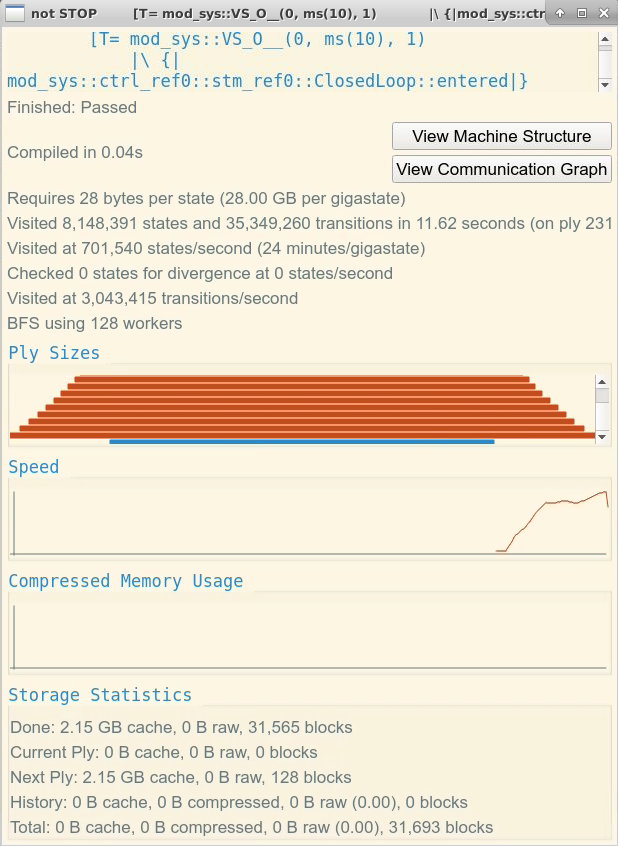 not STOP [T= mod_sys::VS_O__(0, ms(10), 1) |\ {|mod_sys::ctr
[T= mod_sys::VS_O__(0, ms(10), 1)
|\ {|
mod_sys::ctrl_ref0::stm_ref0::ClosedLoop::entered|}
Finished: Passed
View Machine Structure
Compiled in 0.04s
View Communication Graph
Requires 28 bytes per state (28.00 GB per gigastate)
Visited 8,148,391 states and 35,349,260 transitions in 11.62 seconds (on ply 231
Visited at 701,540 states/second (24 minutes/gigastate)
Checked 0 states for divergence at 0 states/second
Visited at 3,043,415 transitions/second
BFS using 128 workers
Ply Sizes
Speed
Compressed Memory Usage
Storage Statistics
Done: 2.15 GB cache, 0 B raw, 31,565 blocks
Current Ply: 0 B cache, 0 B raw, 0 blocks
Next Ply: 2.15 GB cache, 0 B raw, 128 blocks
History: 0 B cache, 0 B compressed, 0 B raw (0.00), 0 blocks
Total: 0 B cache, 0 B compressed, 0 B raw (0.00), 31,693 blocks